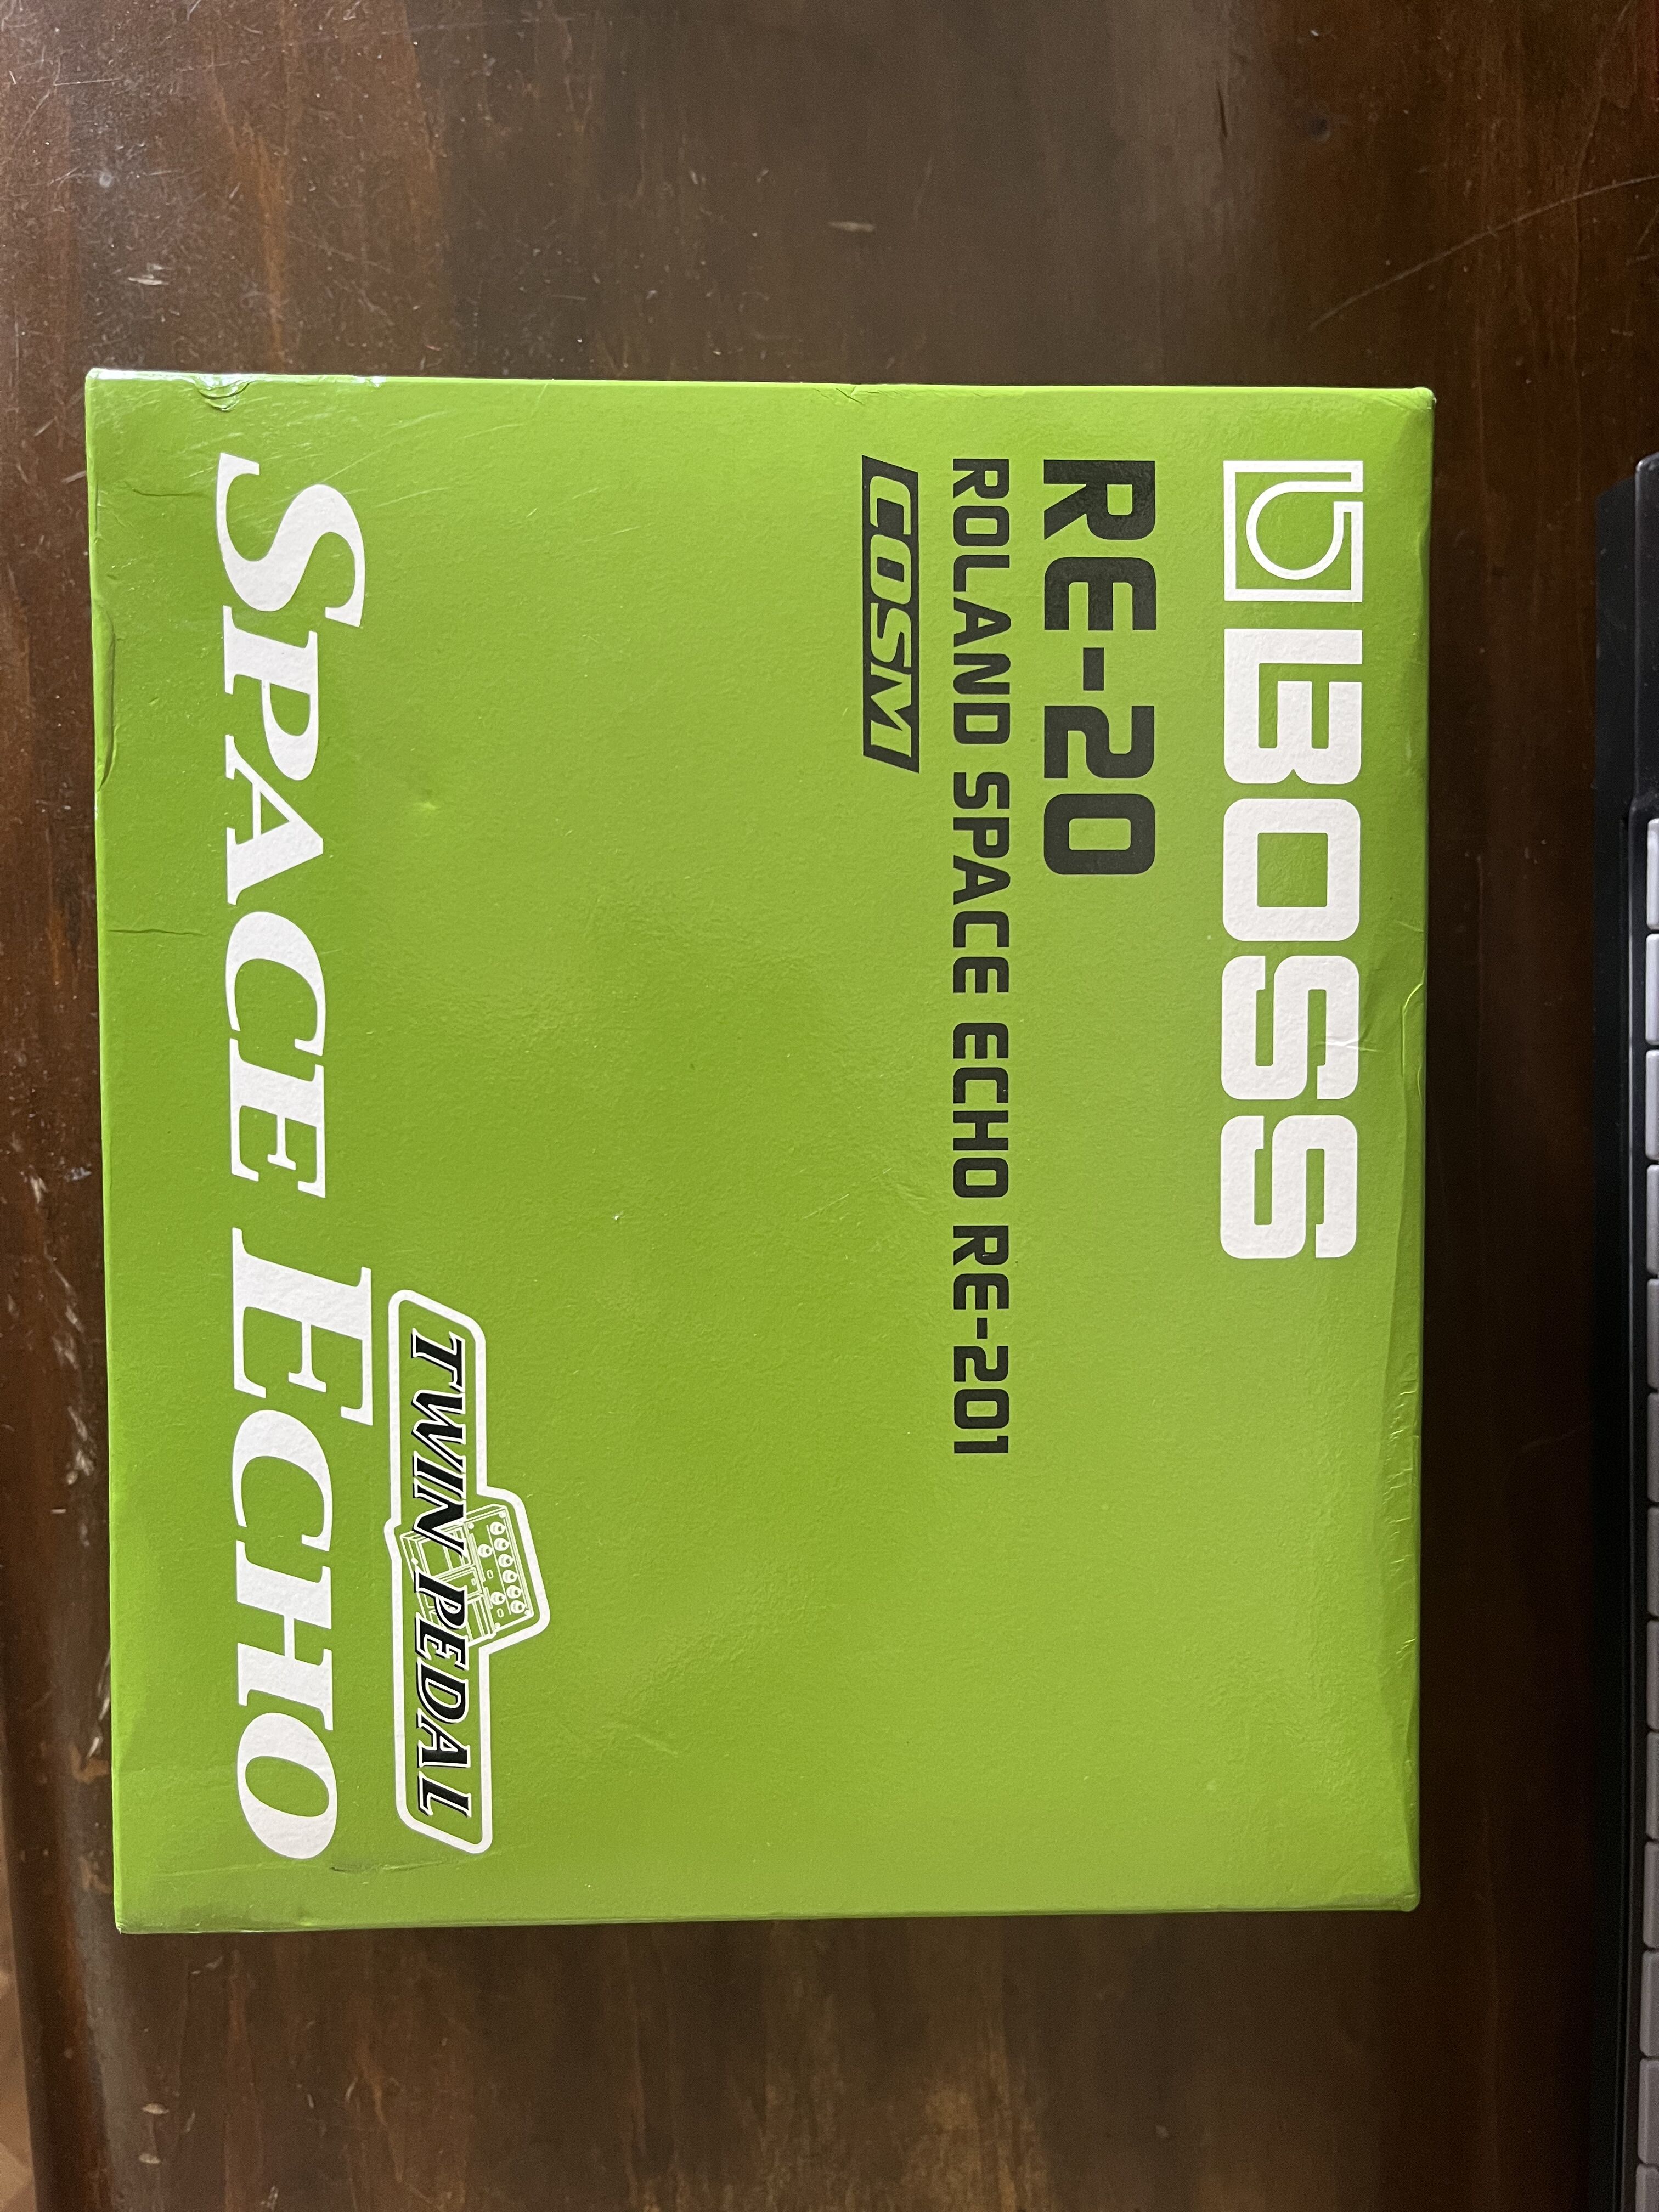 BOSS
RE-20
ROLAND SPACE ECHO RE-201
COSM
TWIN PEDAL
SPACE ECHO